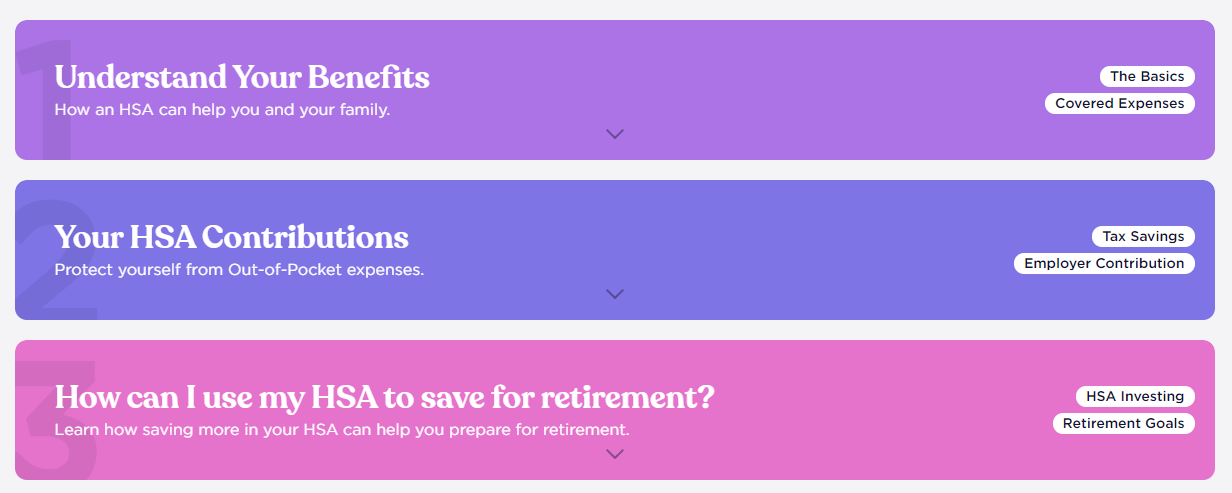 1
Understand Your Benefits
How an HSA can help you and your family.
The Basics
Covered Expenses
2
Your HSA Contributions
Protect yourself from Out-of-Pocket expenses.
Tax Savings
Employer Contribution
3
How can I use my HSA to save for retirement?
Learn how saving more in your HSA can help you prepare for retirement.
HSA Investing
Retirement Goals